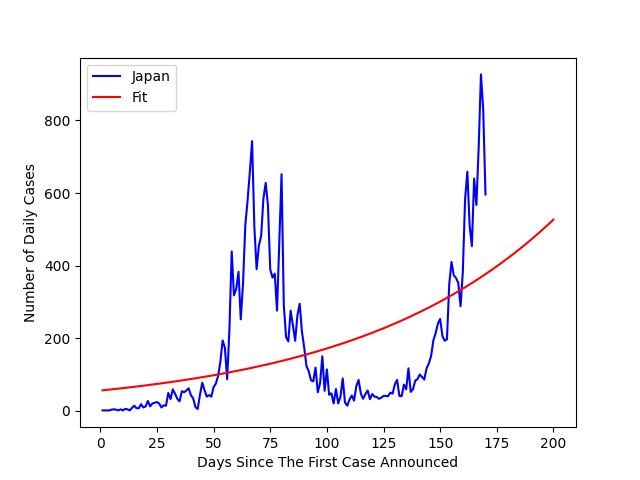 Japan
Fit
Number of Daily Cases
800
600
400
200
0
0 25 50 75 100 125 150 175 200
Days Since The First Case Announced